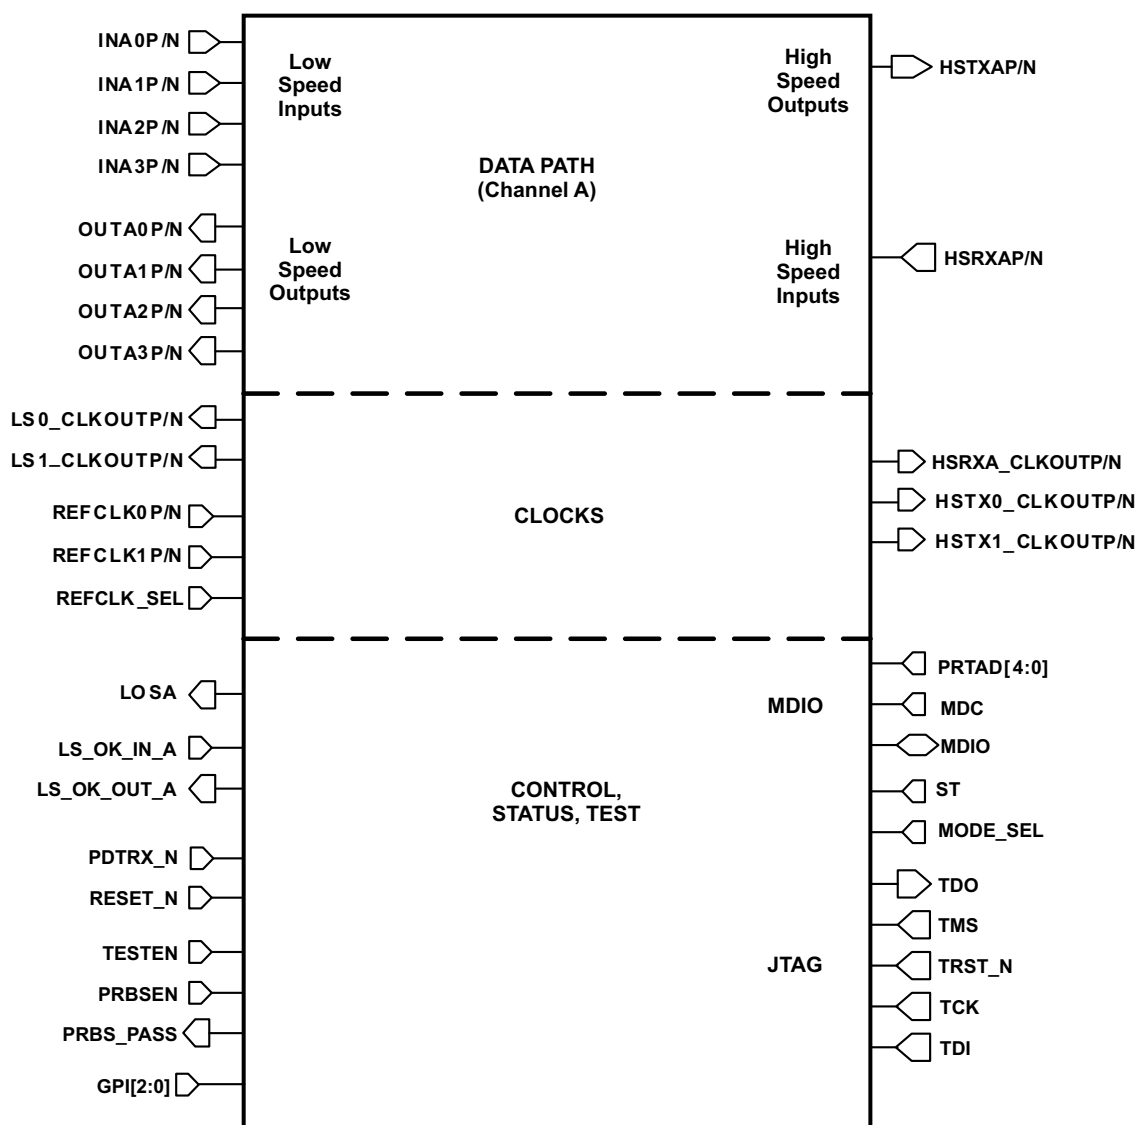 INA0P/N
INA1P/N
INA2P/N
INA3P/N
OUTA0P/N
OUTA1P/N
OUTA2P/N
OUTA3P/N
Low
Speed
Inputs
Low
Speed
Outputs
DATA PATH
(Channel A)
High
Speed
Outputs
High
Speed
Inputs
HSTXAP/N
HSRXAP/N
LS0_CLKOUTP/N
LS1_CLKOUTP/N
REFCLK0P/N
REFCLK1P/N
REFCLK_SEL
CLOCKS
HSRXA_CLKOUTP/N
HSTX0_CLKOUTP/N
HSTX1_CLKOUTP/N
LOSA
LS_OK_IN_A
LS_OK_OUT_A
PDTRX_N
RESET_N
TESTEN
PRBSEN
PRBS_PASS
GPI[2:0]
CONTROL,
STATUS, TEST
MDIO
JTAG
PRTAD[4:0]
MDC
MDIO
ST
MODE_SEL
TDO
TMS
TRST_N
TCK
TDI